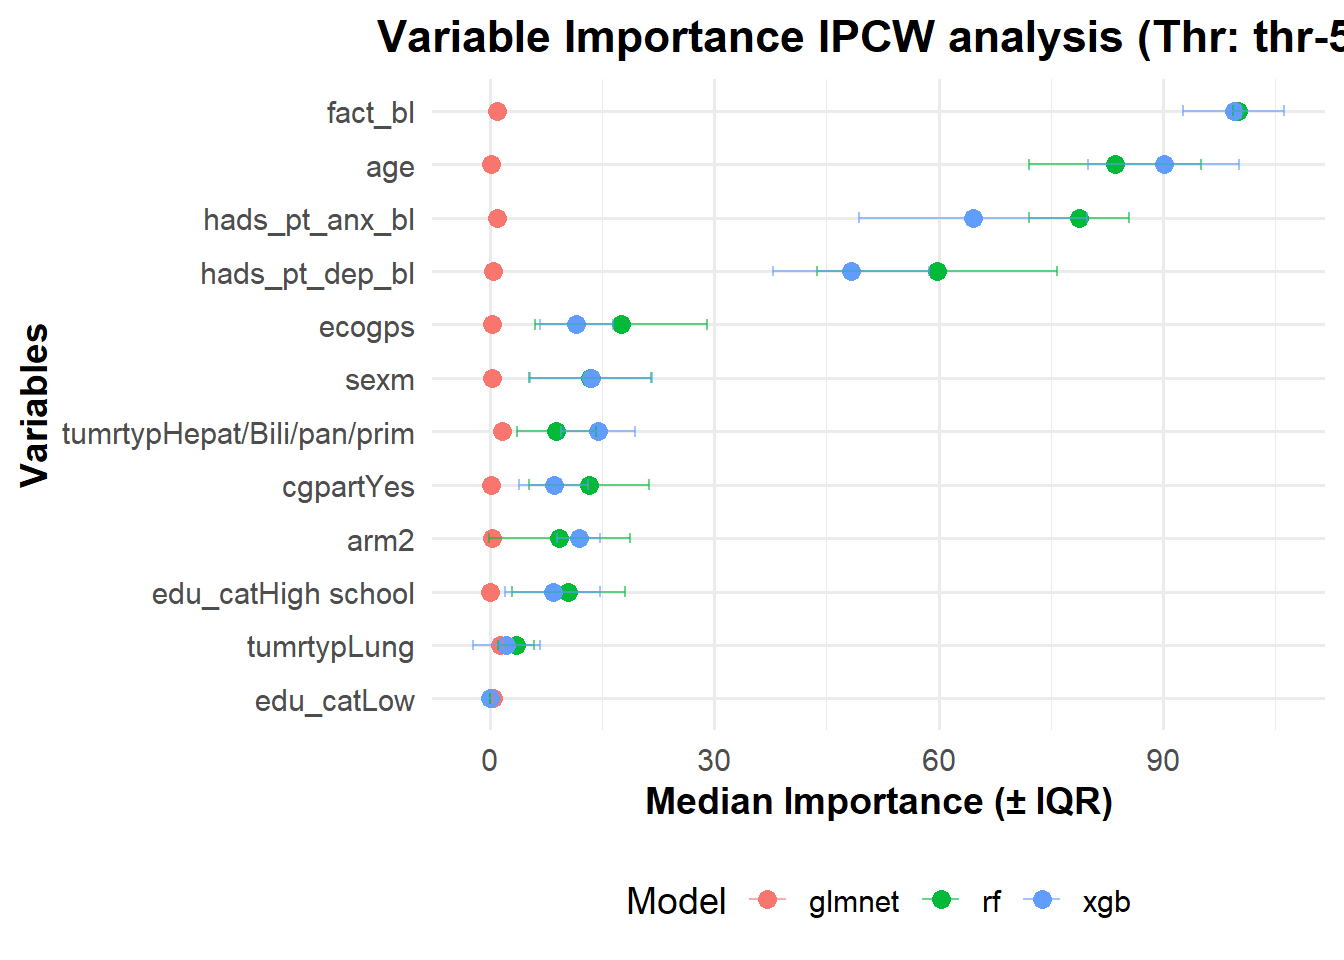 Variable Importance IPCW analysis (Thr: thr-5
fact_bl
age
hads_pt_anx_bl
hads_pt_dep_bl
ecogps
sexm
tumrtypHepat/Bili/pan/prim
cgpartYes
arm2
edu_catHigh school
tumrtypLung
edu_catLow
Variables
0 30 60 90
Median Importance (± IQR)
Model glmnet rf xgb